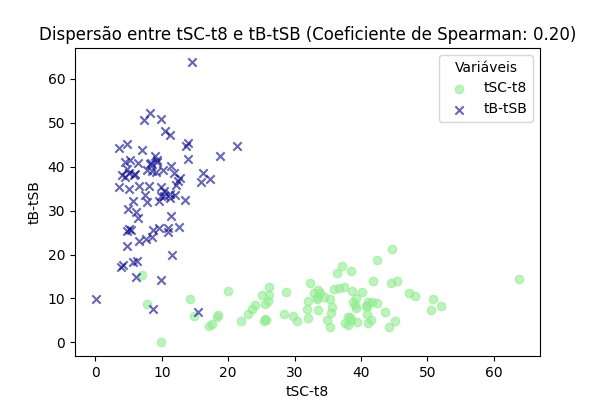 Dispersão entre tSC-t8 e tB-tSB (Coeficiente de Spearman: 0.20)
Variáveis
tSC-t8
tB-tSB
tB-tSB
60
50
40
30
20
10
0
0 10 20 30 40 50 60
tSC-t8